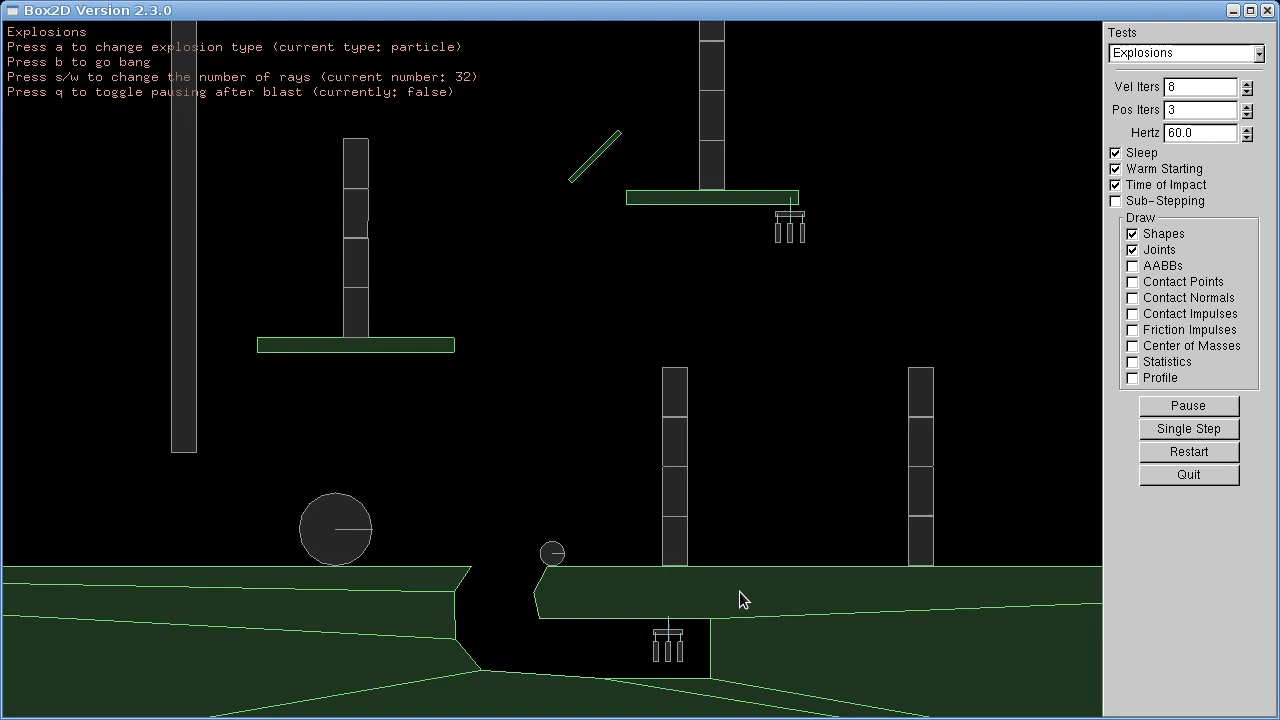 Box2D Version 2.3.0
Explosions
Press a to change explosion type (current type: particle)
Press b to go bang
Press s/w to change the number of rays (current number: 32)
Press q to toggle pausing after blast (currently: false)
Tests
Explosions
Vel Iters 8
Pos Iters 3
Hertz 60.0
Sleep
Warm Starting
Time of Impact
Sub-Stepping
Draw
Shapes
Joints
AABBs
Contact Points
Contact Normals
Contact Impulses
Friction Impulses
Center of Masses
Statistics
Profile
Pause
Single Step
Restart
Quit